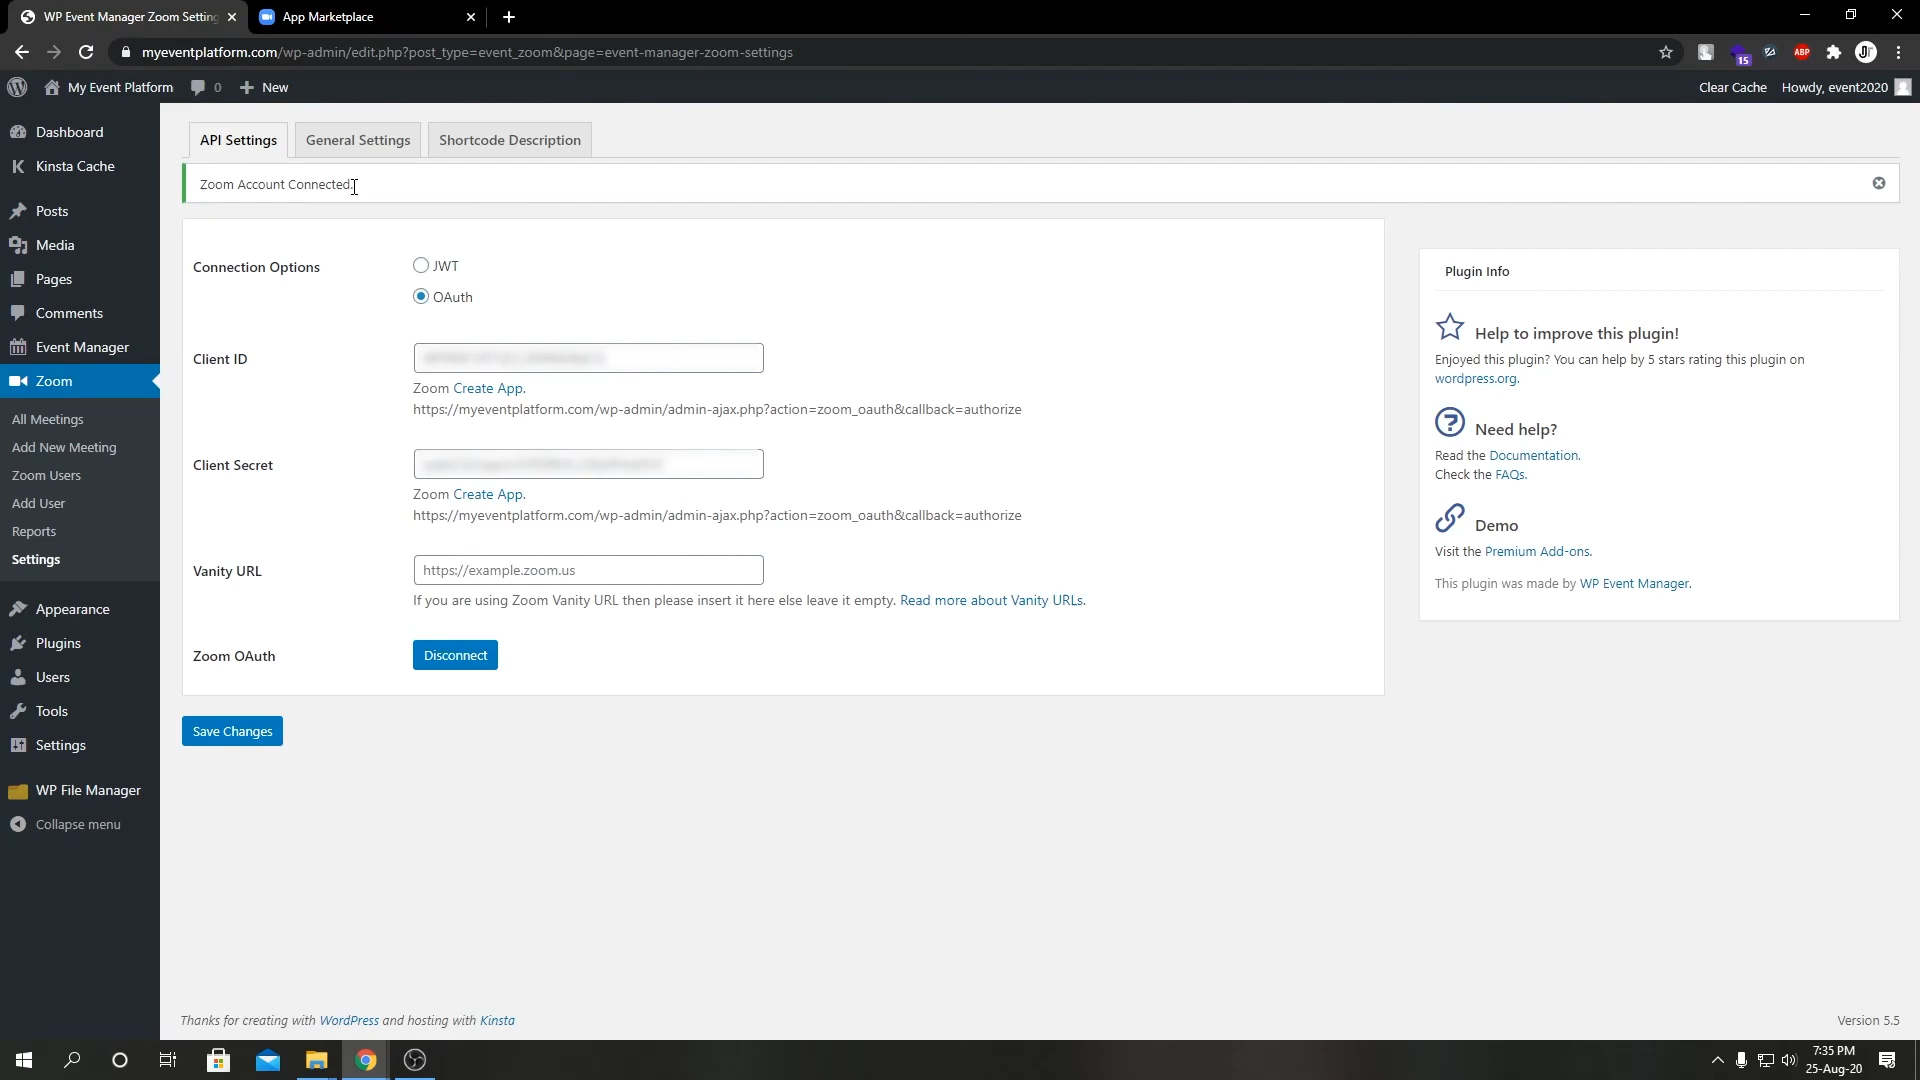 WP Event Manager Zoom Setting
App Marketplace
myeventplatform.com/wp-admin/edit.php?post_type=event_zoom&page=event-manager-zoom-settings
15
ABP
My Event Platform
0
New
Clear Cache
Howdy, event2020
Dashboard
Kinsta Cache
Posts
Media
Pages
Comments
Event Manager
Zoom
All Meetings
Add New Meeting
Zoom Users
Add User
Reports
Settings
Appearance
Plugins
Users
Tools
Settings
WP File Manager
Collapse menu
API Settings
General Settings
Shortcode Description
Zoom Account Connected.
Connection Options
JWT
OAuth
Client ID
Zoom Create App.
https://myeventplatform.com/wp-admin/admin-ajax.php?action=zoom_oauth&callback=authorize
Client Secret
Zoom Create App.
https://myeventplatform.com/wp-admin/admin-ajax.php?action=zoom_oauth&callback=authorize
Vanity URL
https://example.zoom.us
If you are using Zoom Vanity URL then please insert it here else leave it empty. Read more about Vanity URLs.
Zoom OAuth
Disconnect
Save Changes
Plugin Info
Help to improve this plugin!
Enjoyed this plugin? You can help by 5 stars rating this plugin on
wordpress.org.
Need help?
Read the Documentation.
Check the FAQs.
Demo
Visit the Premium Add-ons.
This plugin was made by WP Event Manager.
Thanks for creating with WordPress and hosting with Kinsta
Version 5.5
7:35 PM
25-Aug-20